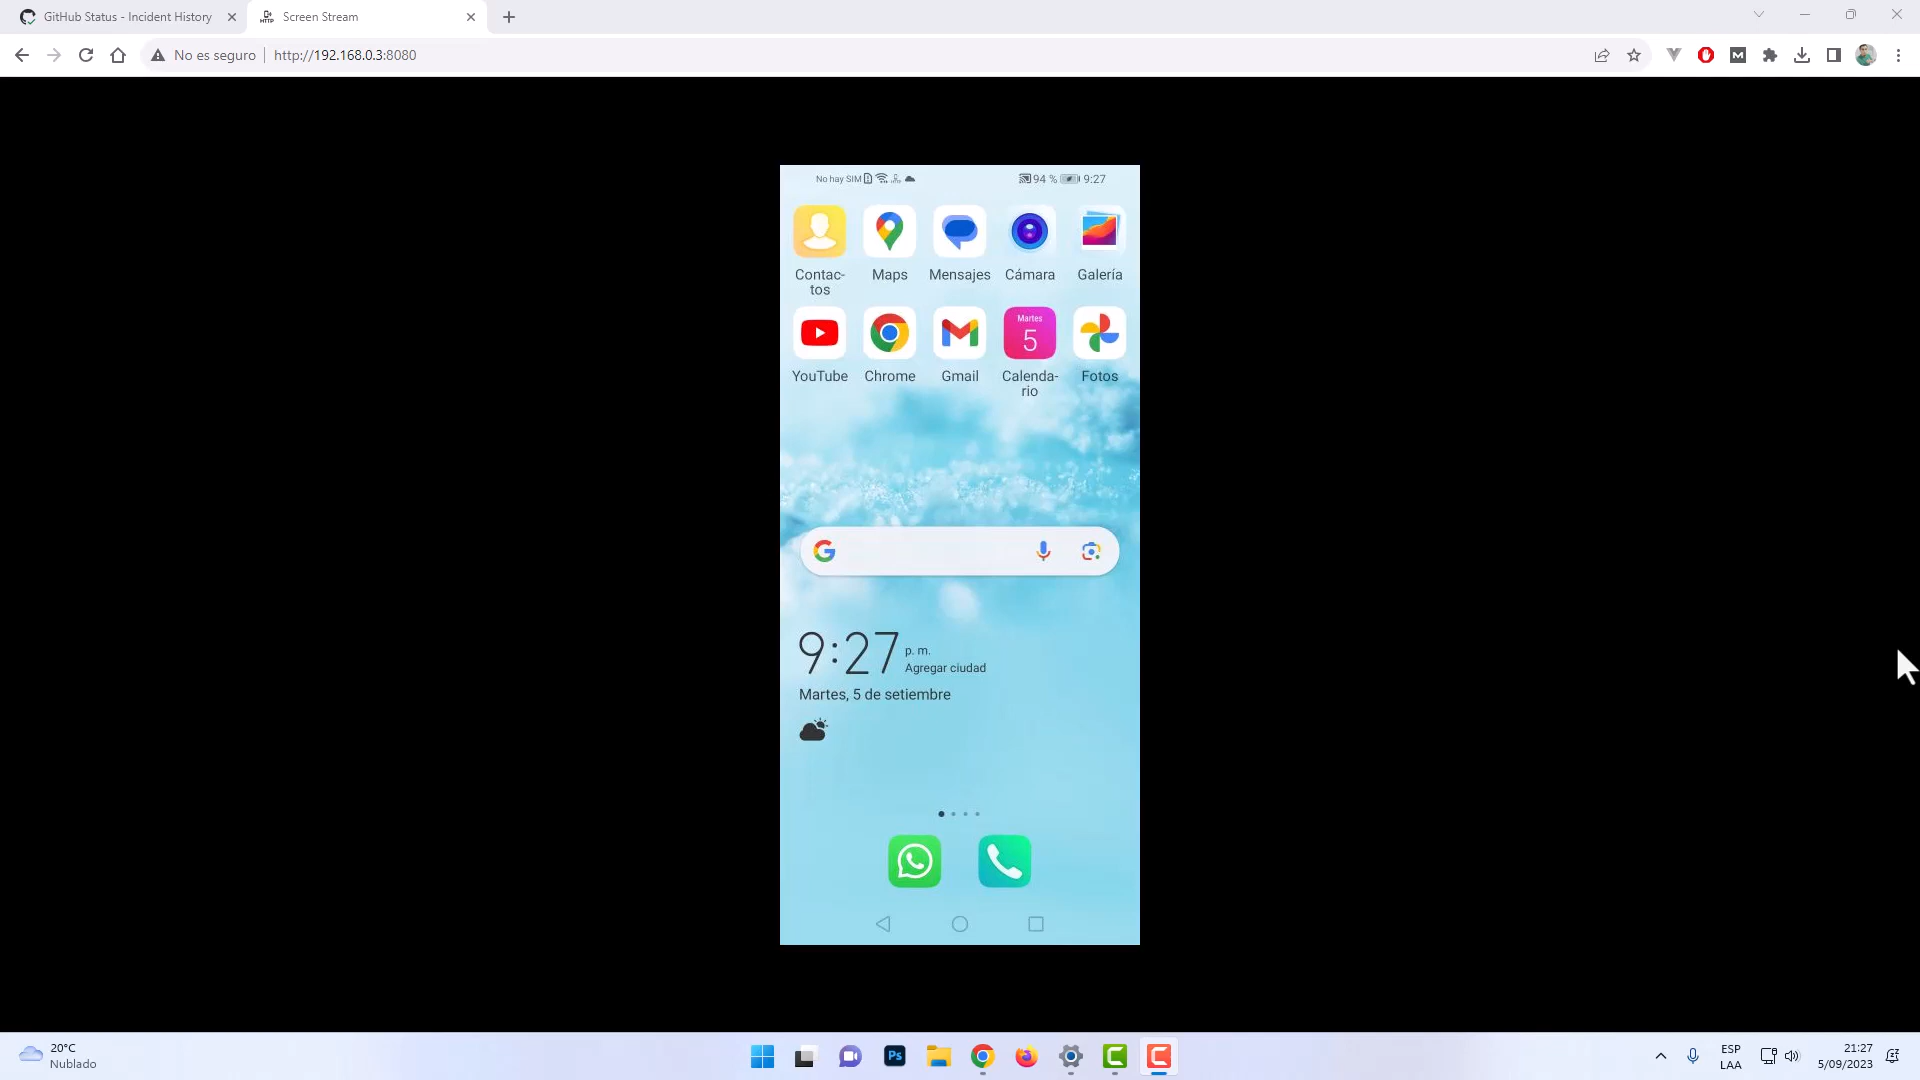 GitHub Status - Incident History
Screen Stream
No es seguro
http://192.168.0.3:8080
No hay SIM
94 %
9:27
Contac-
tos
Maps
Mensajes
Cámara
Galería
Martes
5
YouTube
Chrome
Gmail
Calenda-
rio
Fotos
9:27
p. m.
Agregar ciudad
Martes, 5 de setiembre
20°C
Nublado
Ps
ESP
LAA
21:27
5/09/2023